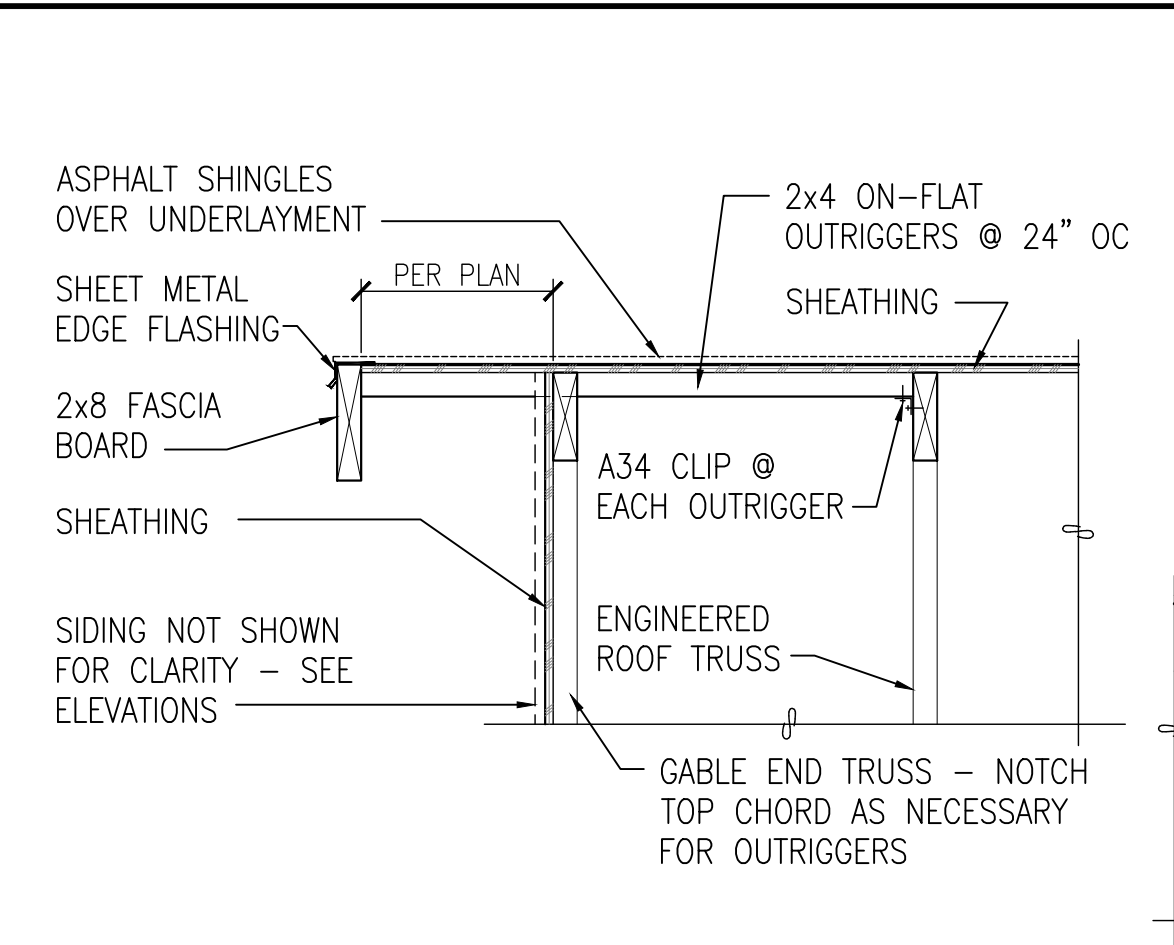 ASPHALT SHINGLES
OVER UNDERLAYMENT
2x4 ON-FLAT
OUTRIGGERS @ 24" OC
PER PLAN
SHEET METAL
EDGE FLASHING
SHEATHING
2x8 FASCIA
BOARD
A34 CLIP @
EACH OUTRIGGER
SHEATHING
ENGINEERED
ROOF TRUSS
SIDING NOT SHOWN
FOR CLARITY - SEE
ELEVATIONS
GABLE END TRUSS - NOTCH
TOP CHORD AS NECESSARY
FOR OUTRIGGERS